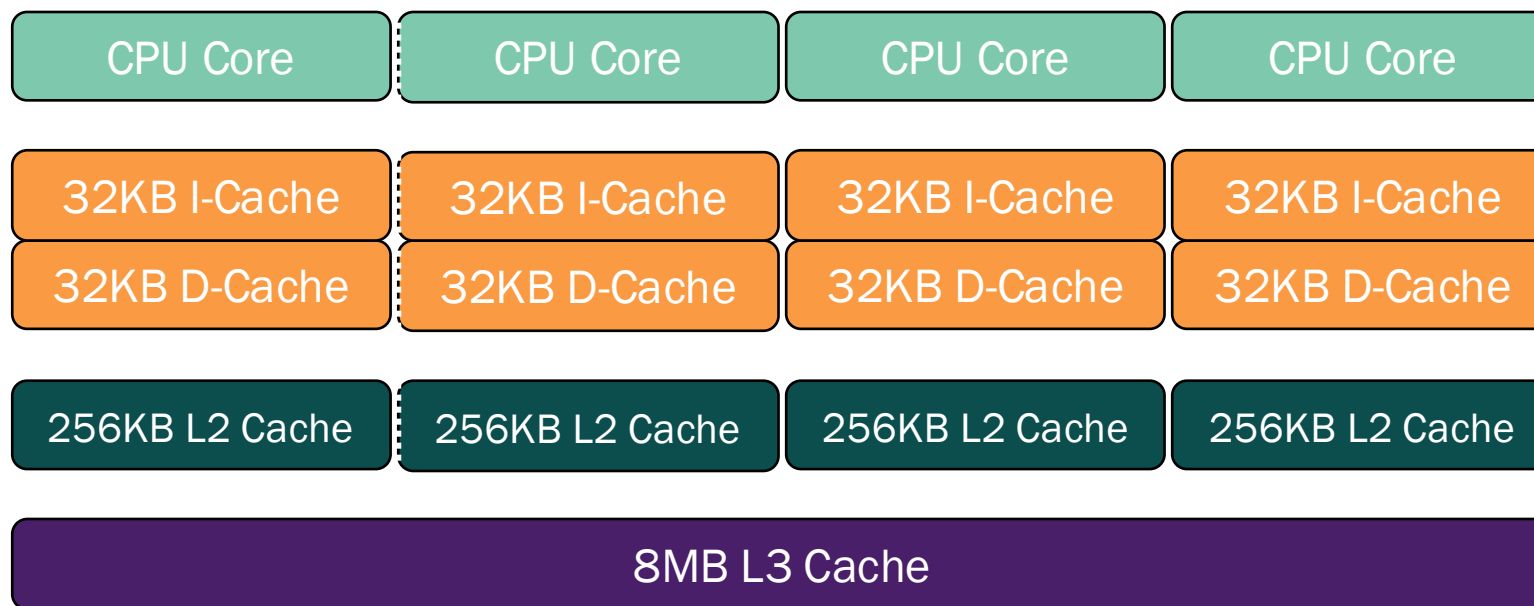 CPU Core CPU Core CPU Core CPU Core
32KB I-Cache 32KB I-Cache 32KB I-Cache 32KB I-Cache
32KB D-Cache 32KB D-Cache 32KB D-Cache 32KB D-Cache
256KB L2 Cache 256KB L2 Cache 256KB L2 Cache 256KB L2 Cache
8MB L3 Cache